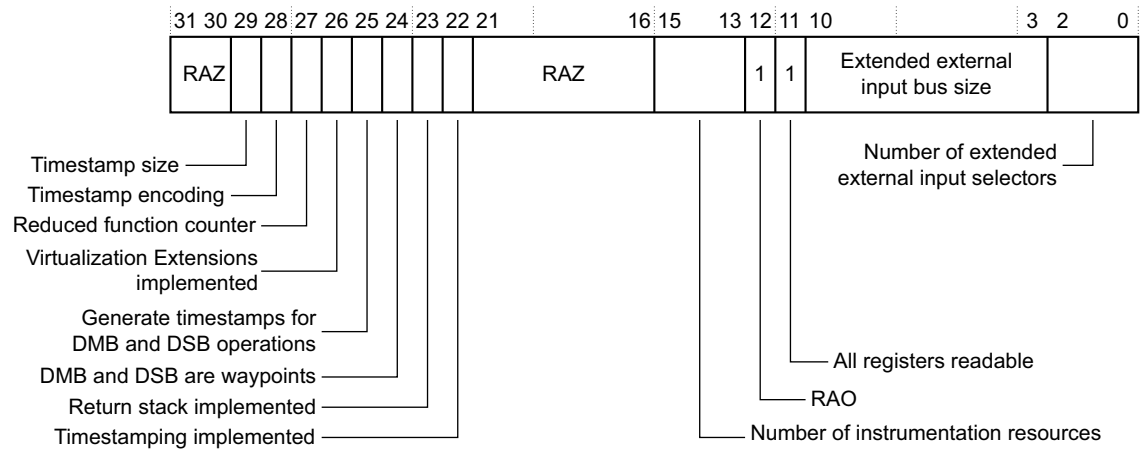 31 30 29 28 27 26 25 24 23 22 21 16 15 13 12 11 10 3 2 0
RAZ RAZ 1 1 Extended external
input bus size
Timestamp size
Timestamp encoding
Reduced function counter
Virtualization Extensions
implemented
Generate timestamps for
DMB and DSB operations
DMB and DSB are waypoints
Return stack implemented
Timestamping implemented
Number of extended
external input selectors
All registers readable
RAO
Number of instrumentation resources